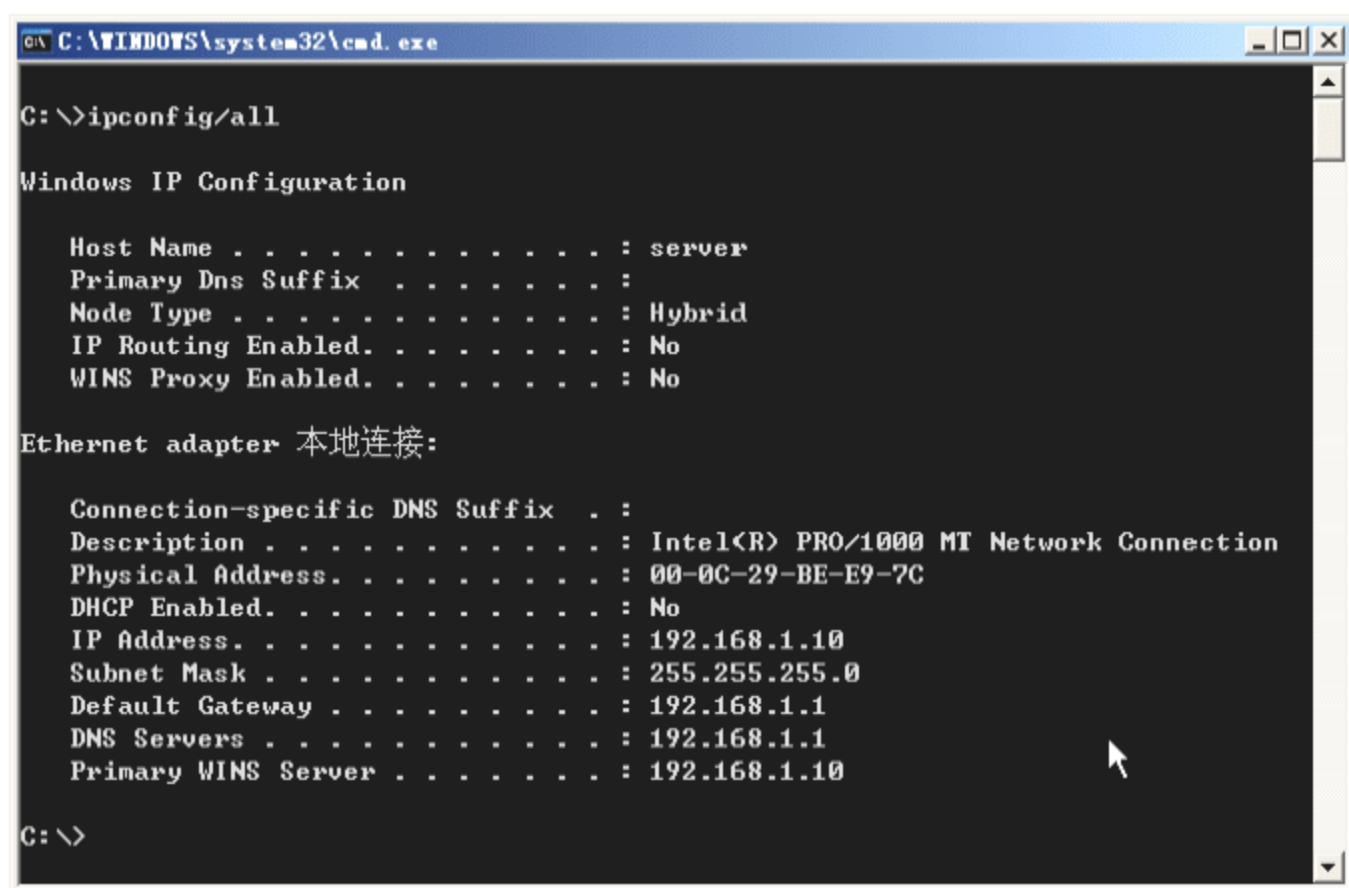 C:\WINDOWS\system32\cmd.exe
C:\>ipconfig/all
Windows IP Configuration
Host Name . . . . . . . . . . . . : server
Primary Dns Suffix . . . . . . . :
Node Type . . . . . . . . . . . . : Hybrid
IP Routing Enabled. . . . . . . . : No
WINS Proxy Enabled. . . . . . . . : No
Ethernet adapter 本地连接:
Connection-specific DNS Suffix . :
Description . . . . . . . . . . . : Intel(R) PRO/1000 MT Network Connection
Physical Address. . . . . . . . . : 00-0C-29-BE-E9-7C
DHCP Enabled. . . . . . . . . . . : No
IP Address. . . . . . . . . . . . : 192.168.1.10
Subnet Mask . . . . . . . . . . . : 255.255.255.0
Default Gateway . . . . . . . . . : 192.168.1.1
DNS Servers . . . . . . . . . . . : 192.168.1.1
Primary WINS Server . . . . . . . : 192.168.1.10
C:\>